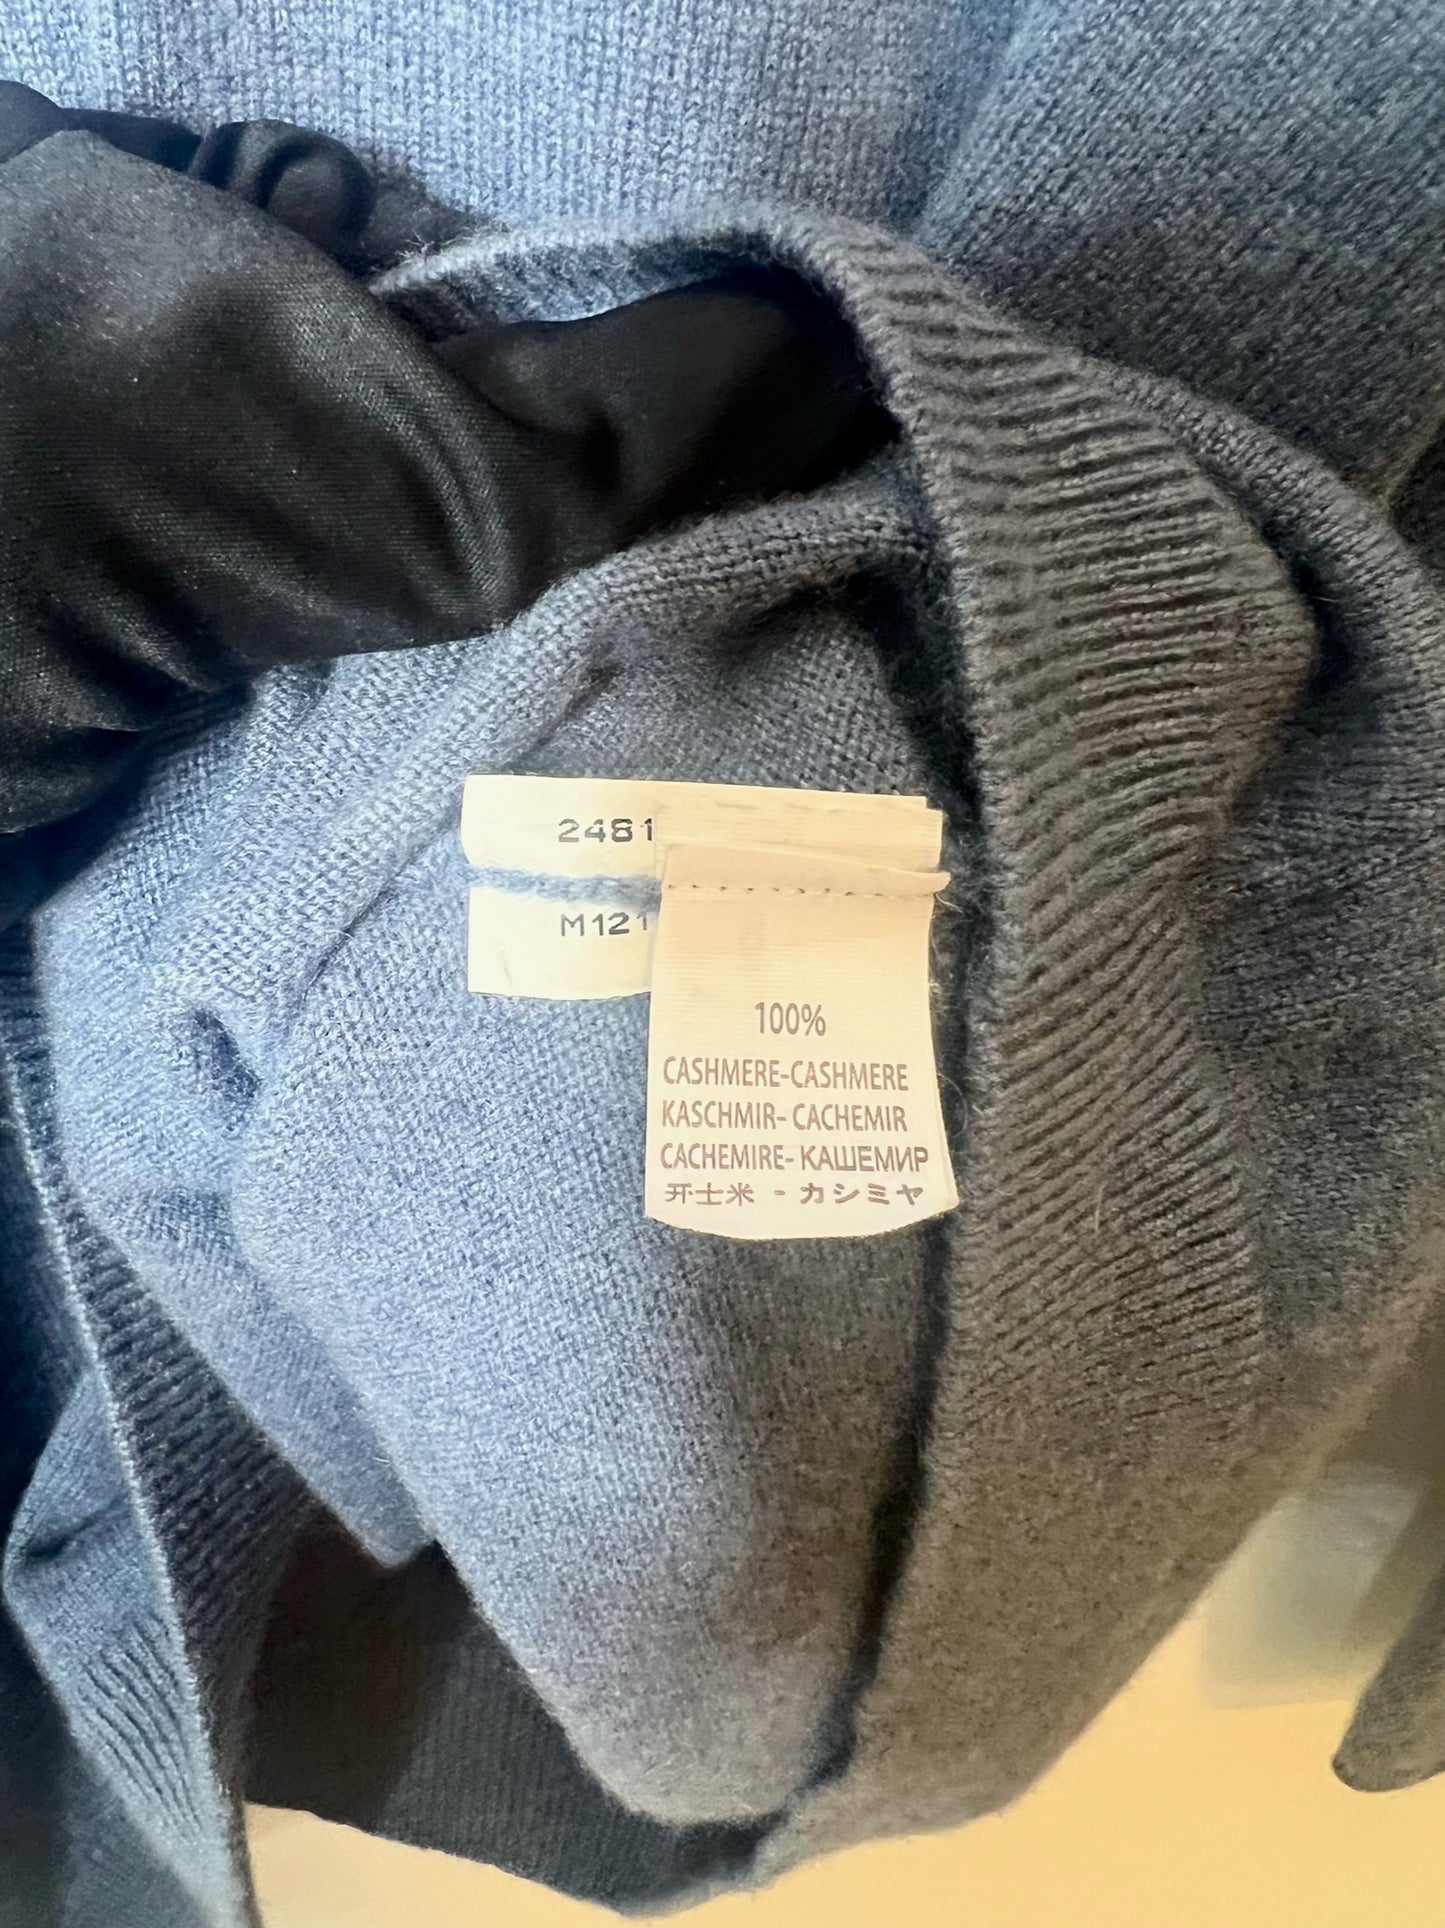 2481
M121
100%
CASHMERE-CASHMERE
KASCHMIR- CACHEMIR
CACHEMIRE- КАШЕМИР
开士米 - カシミヤ